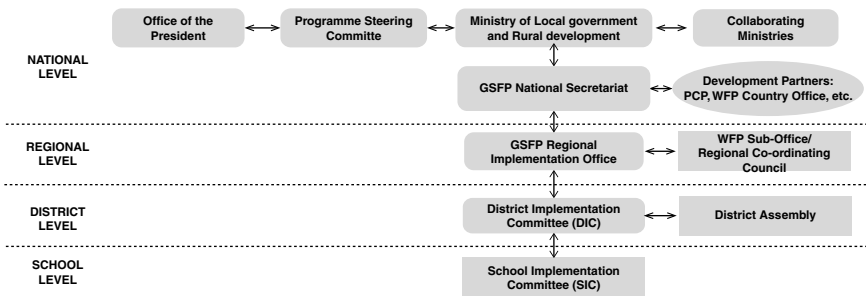 Office of the
President
Programme Steering
Committe
Ministry of Local government
and Rural development
Collaborating
Ministries
NATIONAL
LEVEL
GSFP National Secretariat
Development Partners:
PCP, WFP Country Office, etc.
REGIONAL
LEVEL
GSFP Regional
Implementation Office
WFP Sub-Office/
Regional Co-ordinating
Council
DISTRICT
LEVEL
District Implementation
Committee (DIC)
District Assembly
SCHOOL
LEVEL
School Implementation
Committee (SIC)